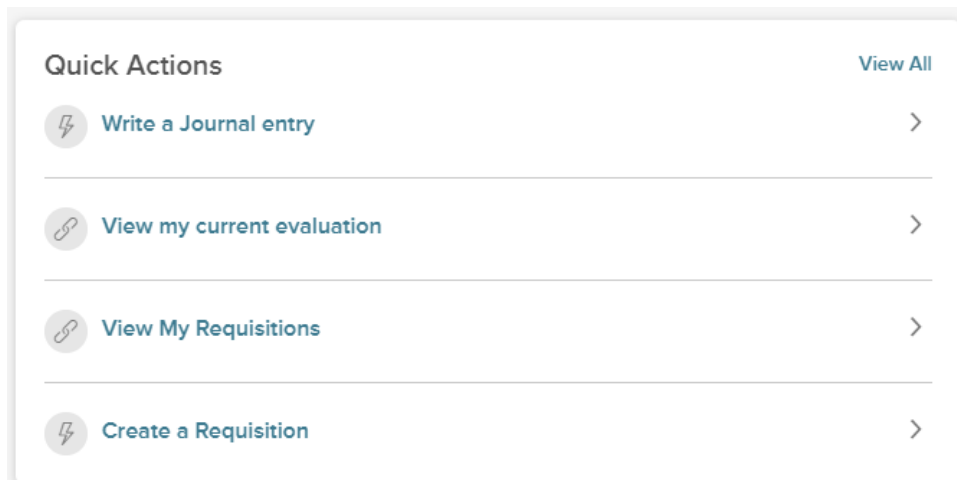 Quick Actions
View All
Write a Journal entry
View my current evaluation
View My Requisitions
Create a Requisition